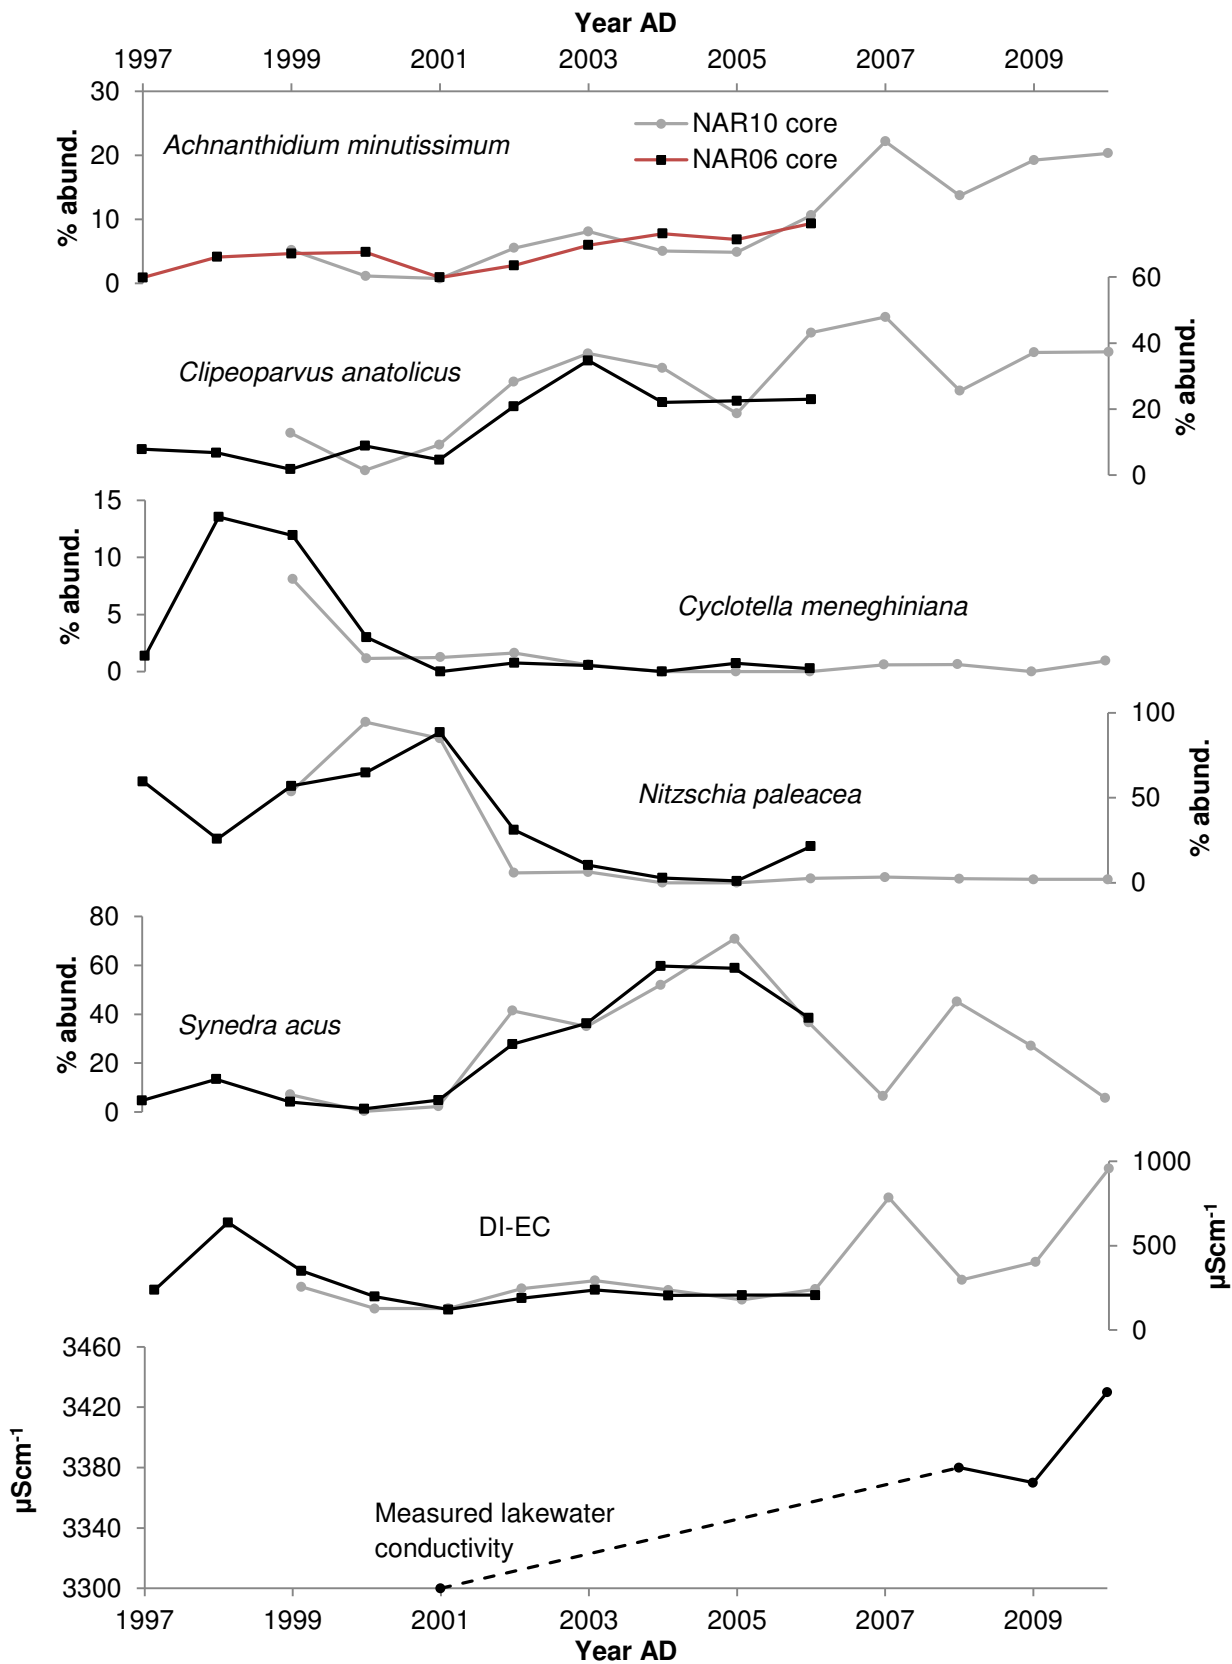 Year AD
1997 1999 2001 2003 2005 2007 2009
30
20
10
0
% abund.
Achnanthidium minutissimum
NAR10 core
NAR06 core
60
40
20
0
% abund.
Clipeoparvus anatolicus
15
10
5
0
% abund.
Cyclotella meneghiniana
100
50
0
% abund.
Nitzschia paleacea
80
60
40
20
0
% abund.
Synedra acus
1000
500
0
µScm-1
DI-EC
3460
3420
3380
3340
3300
µScm-1
Measured lakewater
conductivity
1997 1999 2001 2003 2005 2007 2009
Year AD